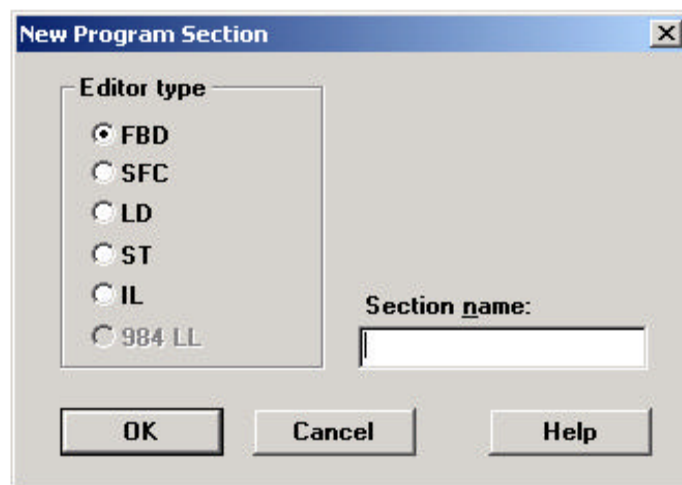 New Program Section
Editor type
FBD
SFC
LD
ST
IL
984 LL
Section name:
OK Cancel Help